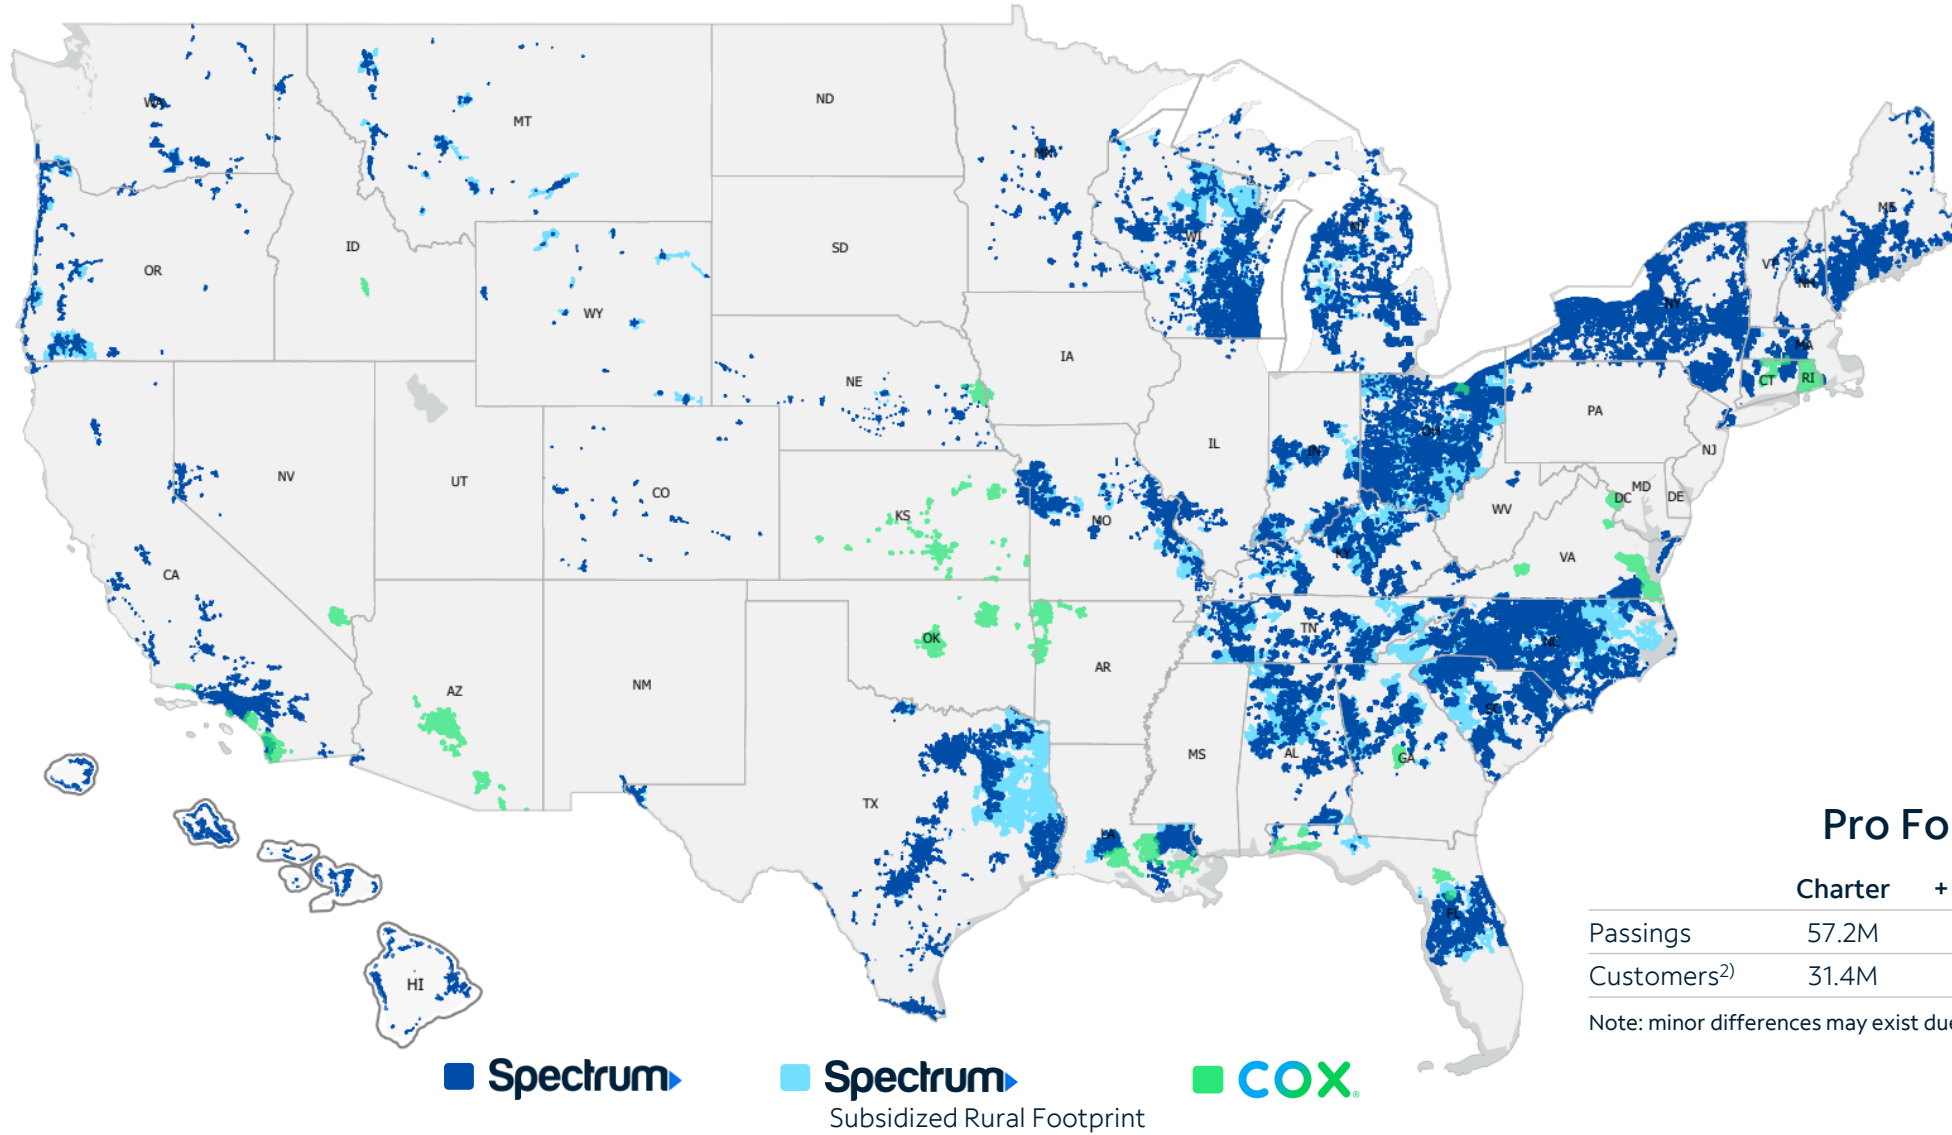 WA
MT
ND
MN
ME
OR
ID
SD
WI
MI
VT
NH
NY
WY
MA
IA
NE
CT
RI
PA
OH
IL
IN
NJ
NV
UT
CO
KS
MO
WV
DC
MD
DE
KY
VA
CA
TN
NC
OK
AR
AZ
NM
SC
MS
AL
GA
TX
LA
FL
HI
Pro Fo
Charter +
Passings 57.2M
Customers2) 31.4M
Note: minor differences may exist due
Spectrum Spectrum COX®
Subsidized Rural Footprint